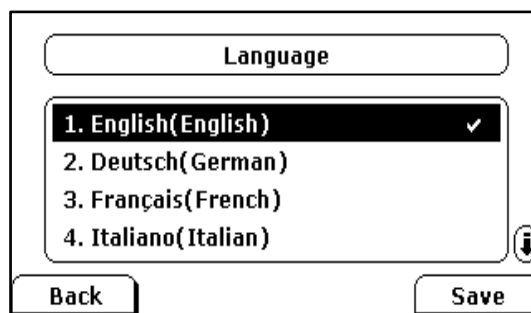 Language
1. English(English)
2. Deutsch(German)
3. Français(French)
4. Italiano(Italian)
Back Save